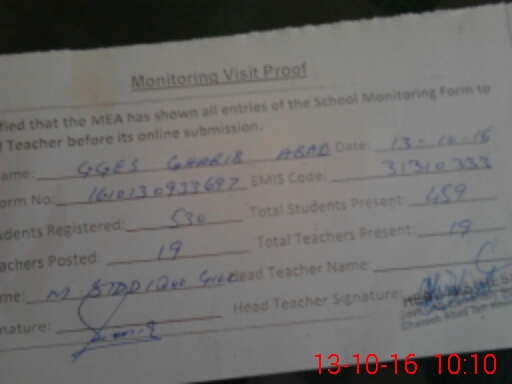 Monitoring Visit Proof
fied that the MEA has shown all entries of the School Monitoring Form to
d Teacher before its online submission.
ame: GGES GHARIB ABAD Date: 13-10-16
orm No: 1610130933697 EMIS Code: 31310333
udents Registered: 530 Total Students Present: 459
achers Posted: 19 Total Teachers Present: 19
me: M. SIDDIQUE Head Teacher Name:
nature: Head Teacher Signature:
13-10-16 10:10